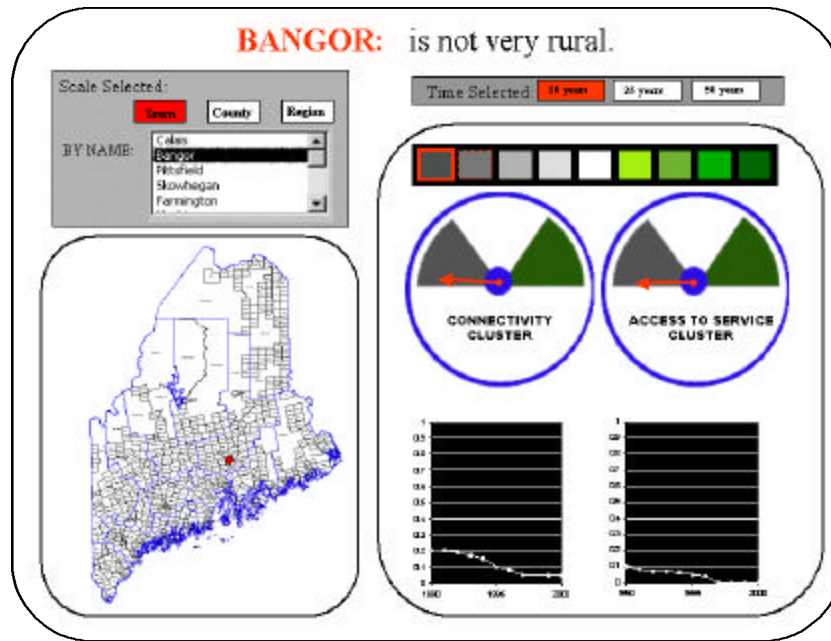 BANGOR: is not very rural.
Scale Selected:
Town County Region
BY NAME:
Calais
Bangor
Pittsfield
Skowhegan
Farmington
Time Selected: 10 years 25 years 50 years
CONNECTIVITY
CLUSTER
ACCESS TO SERVICE
CLUSTER
1
0.9
0.8
0.7
0.6
0.5
0.4
0.3
0.2
0.1
0
1990 1995 2000
1
0.9
0.8
0.7
0.6
0.5
0.4
0.3
0.2
0.1
0
1990 1995 2000